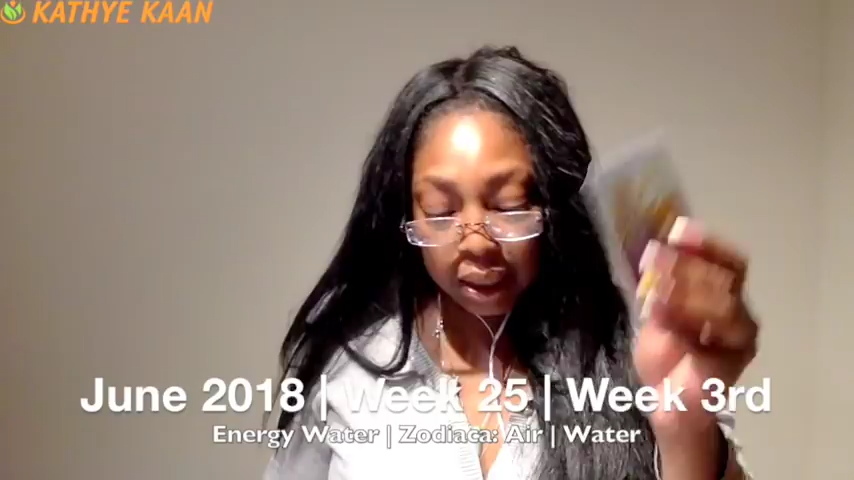 KATHYE KAAN
June 2018 | Week 25 | Week 3rd
Energy Water | Zodiaca: Air | Water